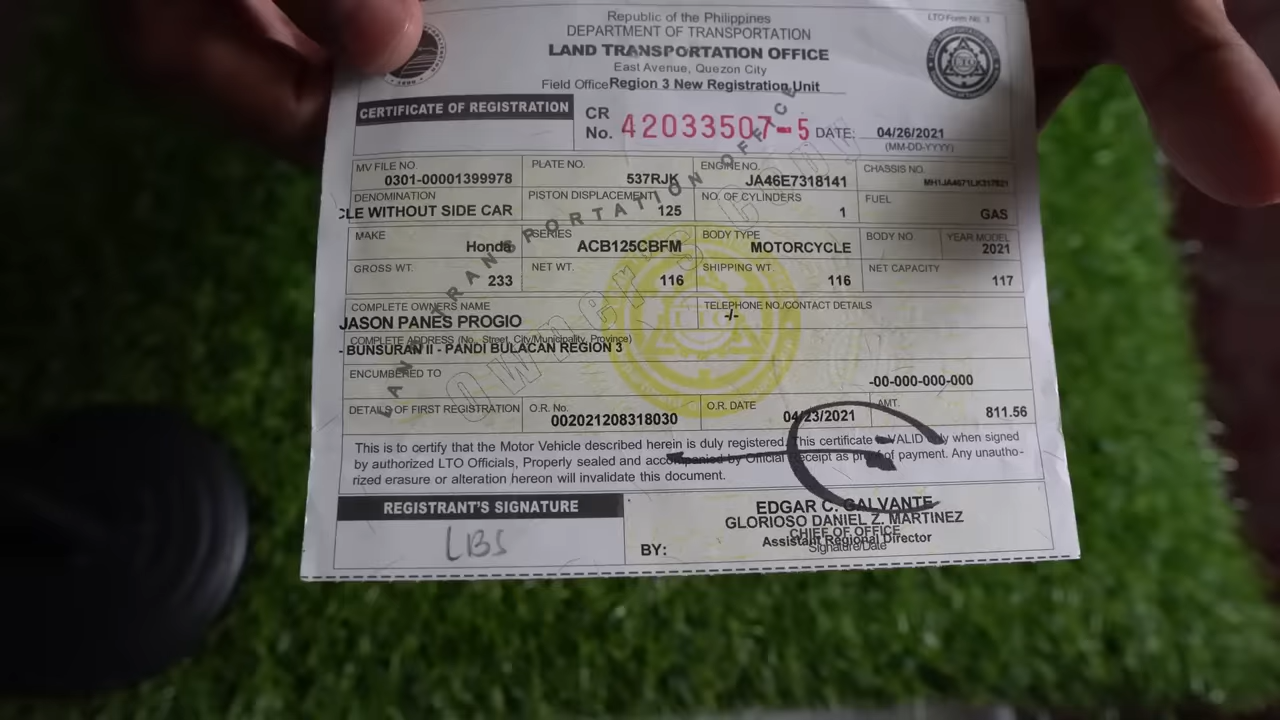 LTO Form No. 1
Republic of the Philippines
DEPARTMENT OF TRANSPORTATION
LAND TRANSPORTATION OFFICE
East Avenue, Quezon City
Field Office Region 3 New Registration Unit
CERTIFICATE OF REGISTRATION
CR No. 42033507-5 DATE: 04/26/2021
(MM-DD-YYYY)
MV FILE NO. PLATE NO. ENGINE NO. CHASSIS NO.
0301-00001399978 537RJK JA46E7318141
DENOMINATION PISTON DISPLACEMENT NO. OF CYLINDERS FUEL
CLE WITHOUT SIDE CAR 125 1 GAS
MAKE SERIES BODY TYPE BODY NO. YEAR MODEL
Honda ACB125CBFM MOTORCYCLE 2021
GROSS WT. NET WT. SHIPPING WT. NET CAPACITY
233 116 116 117
COMPLETE OWNERS NAME TELEPHONE NO./CONTACT DETAILS
JASON PANES PROGIO -/-
COMPLETE ADDRESS (No., Street, City/Municipality, Province)
- BUNSURAN II - PANDI BULACAN REGION 3
ENCUMBERED TO
-00-000-000-000
DETAILS OF FIRST REGISTRATION O.R. No. O.R. DATE AMT.
002021208318030 04/23/2021 811.56
This is to certify that the Motor Vehicle described herein is duly registered. This certificate is VALID only when signed
by authorized LTO Officials, Properly sealed and accompanied by Official receipt as proof of payment. Any unautho-
rized erasure or alteration hereon will invalidate this document.
REGISTRANT'S SIGNATURE
LBS
EDGAR C. GALVANTE
GLORIOSO DANIEL Z. MARTINEZ
CHIEF OF OFFICE
Assistant Regional Director
BY: Signature/Date
LAND TRANSPORTATION OFFICE
Owner's Copy
LTO